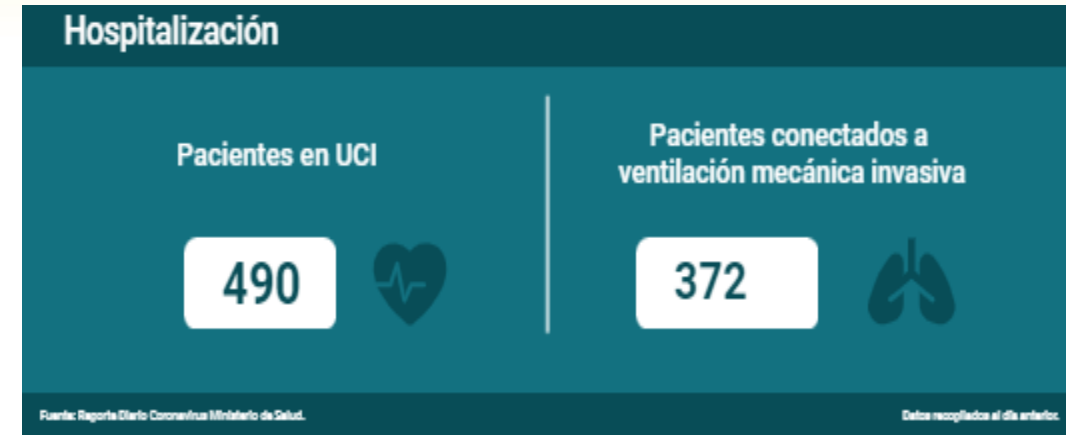 Hospitalización
Pacientes en UCI
490
Pacientes conectados a
ventilación mecánica invasiva
372
Fuente: Reporte Diario Coronavirus Ministerio de Salud.
Datos recopilados al día anterior.